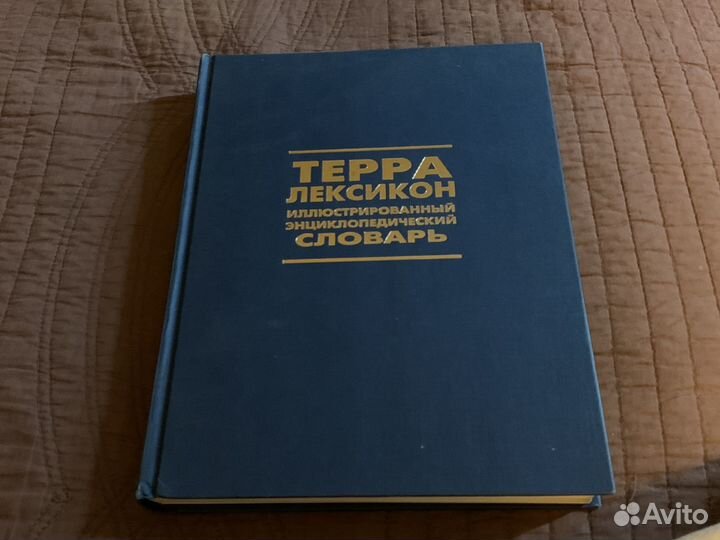 ТЕРРА
ЛЕКСИКОН
ИЛЛЮСТРИРОВАННЫЙ
ЭНЦИКЛОПЕДИЧЕСКИЙ
СЛОВАРЬ
Avito